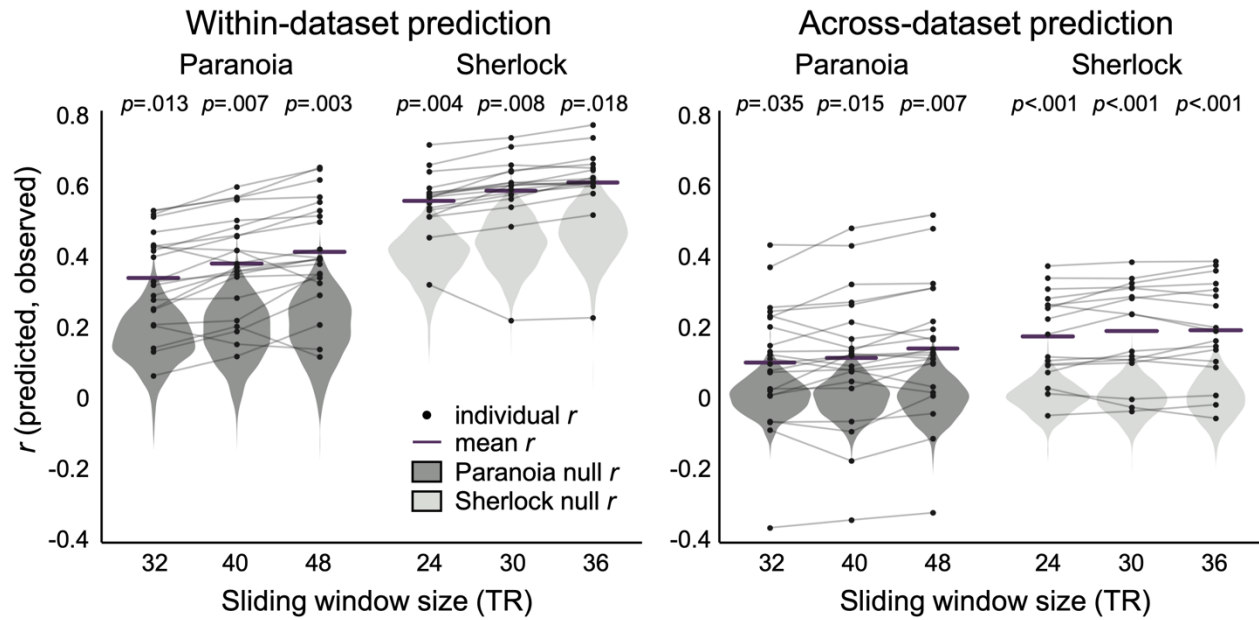 Within-dataset prediction
Across-dataset prediction
Paranoia
Sherlock
Paranoia
Sherlock
p=.013 p=.007 p=.003
p=.004 p=.008 p=.018
p=.035 p=.015 p=.007
p<.001 p<.001 p<.001
r (predicted, observed)
0.8
0.6
0.4
0.2
0
-0.2
-0.4
individual r
mean r
Paranoia null r
Sherlock null r
32 40 48 24 30 36
Sliding window size (TR)
0.8
0.6
0.4
0.2
0
-0.2
-0.4
32 40 48 24 30 36
Sliding window size (TR)